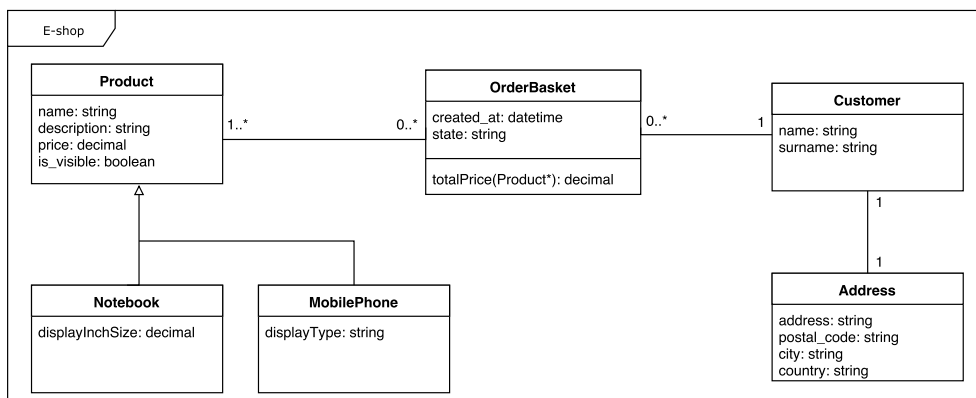 E-shop
Product
name: string
description: string
price: decimal
is_visible: boolean
1..*
0..*
OrderBasket
created_at: datetime
state: string
totalPrice(Product*): decimal
0..*
1
Customer
name: string
surname: string
1
1
Notebook
displayInchSize: decimal
MobilePhone
displayType: string
Address
address: string
postal_code: string
city: string
country: string